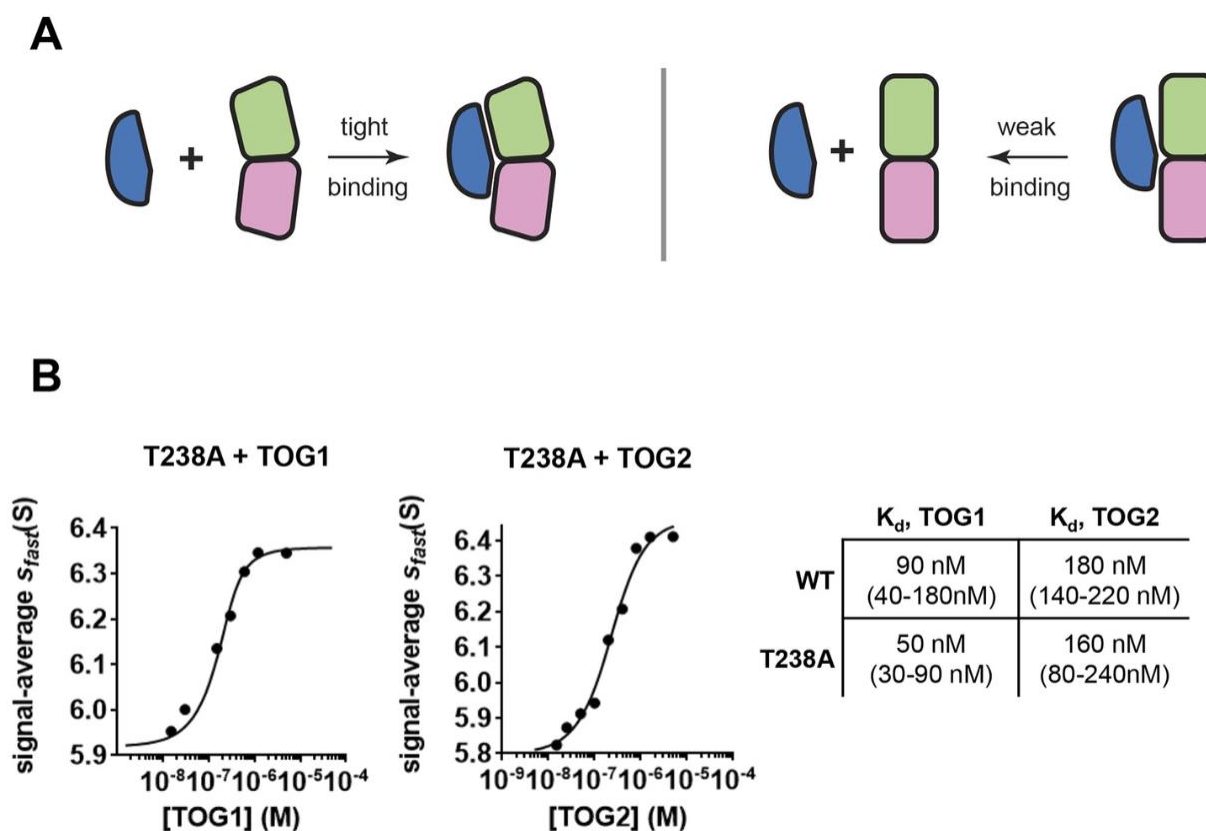 A
+
tight
binding
+
weak
binding
B
T238A + TOG1
signal-average s_fast(S)
6.4
6.3
6.2
6.1
6.0
5.9
10⁻⁸ 10⁻⁷ 10⁻⁶ 10⁻⁵ 10⁻⁴
[TOG1] (M)
T238A + TOG2
signal-average s_fast(S)
6.4
6.3
6.2
6.1
6.0
5.9
5.8
10⁻⁹ 10⁻⁸ 10⁻⁷ 10⁻⁶ 10⁻⁵ 10⁻⁴
[TOG2] (M)
K_d, TOG1 K_d, TOG2
WT 90 nM 180 nM
(40-180nM) (140-220 nM)
T238A 50 nM 160 nM
(30-90 nM) (80-240nM)